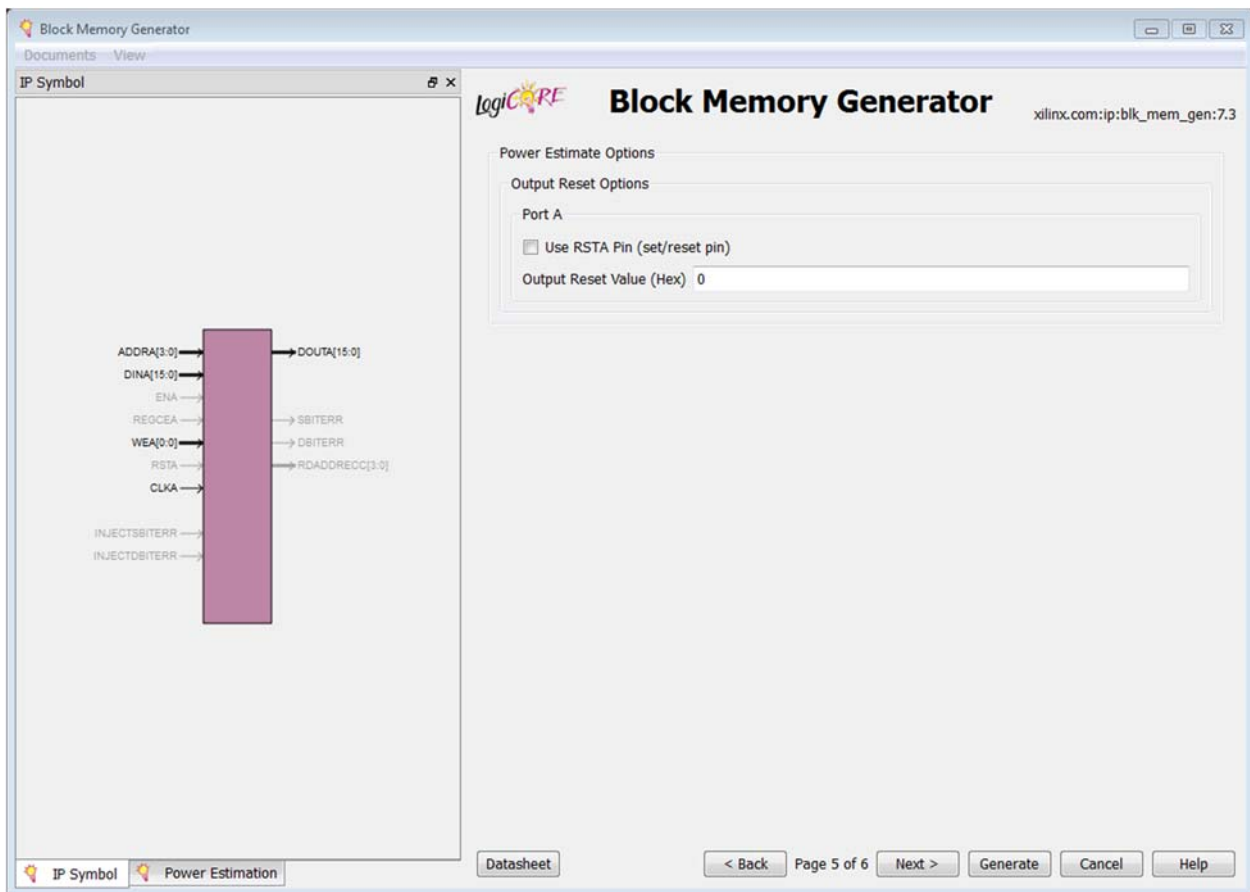 Block Memory Generator
Documents View
IP Symbol
logiCORE
Block Memory Generator
xilinx.com:ip:blk_mem_gen:7.3
Power Estimate Options
Output Reset Options
Port A
Use RSTA Pin (set/reset pin)
Output Reset Value (Hex) 0
ADDRA[3:0] DOUTA[15:0]
DINA[15:0]
ENA
REGCEA SBITERR
WEA[0:0] DBITERR
RSTA RDADDRECC[3:0]
CLKA
INJECTSBITERR
INJECTDBITERR
IP Symbol Power Estimation
Datasheet < Back Page 5 of 6 Next > Generate Cancel Help